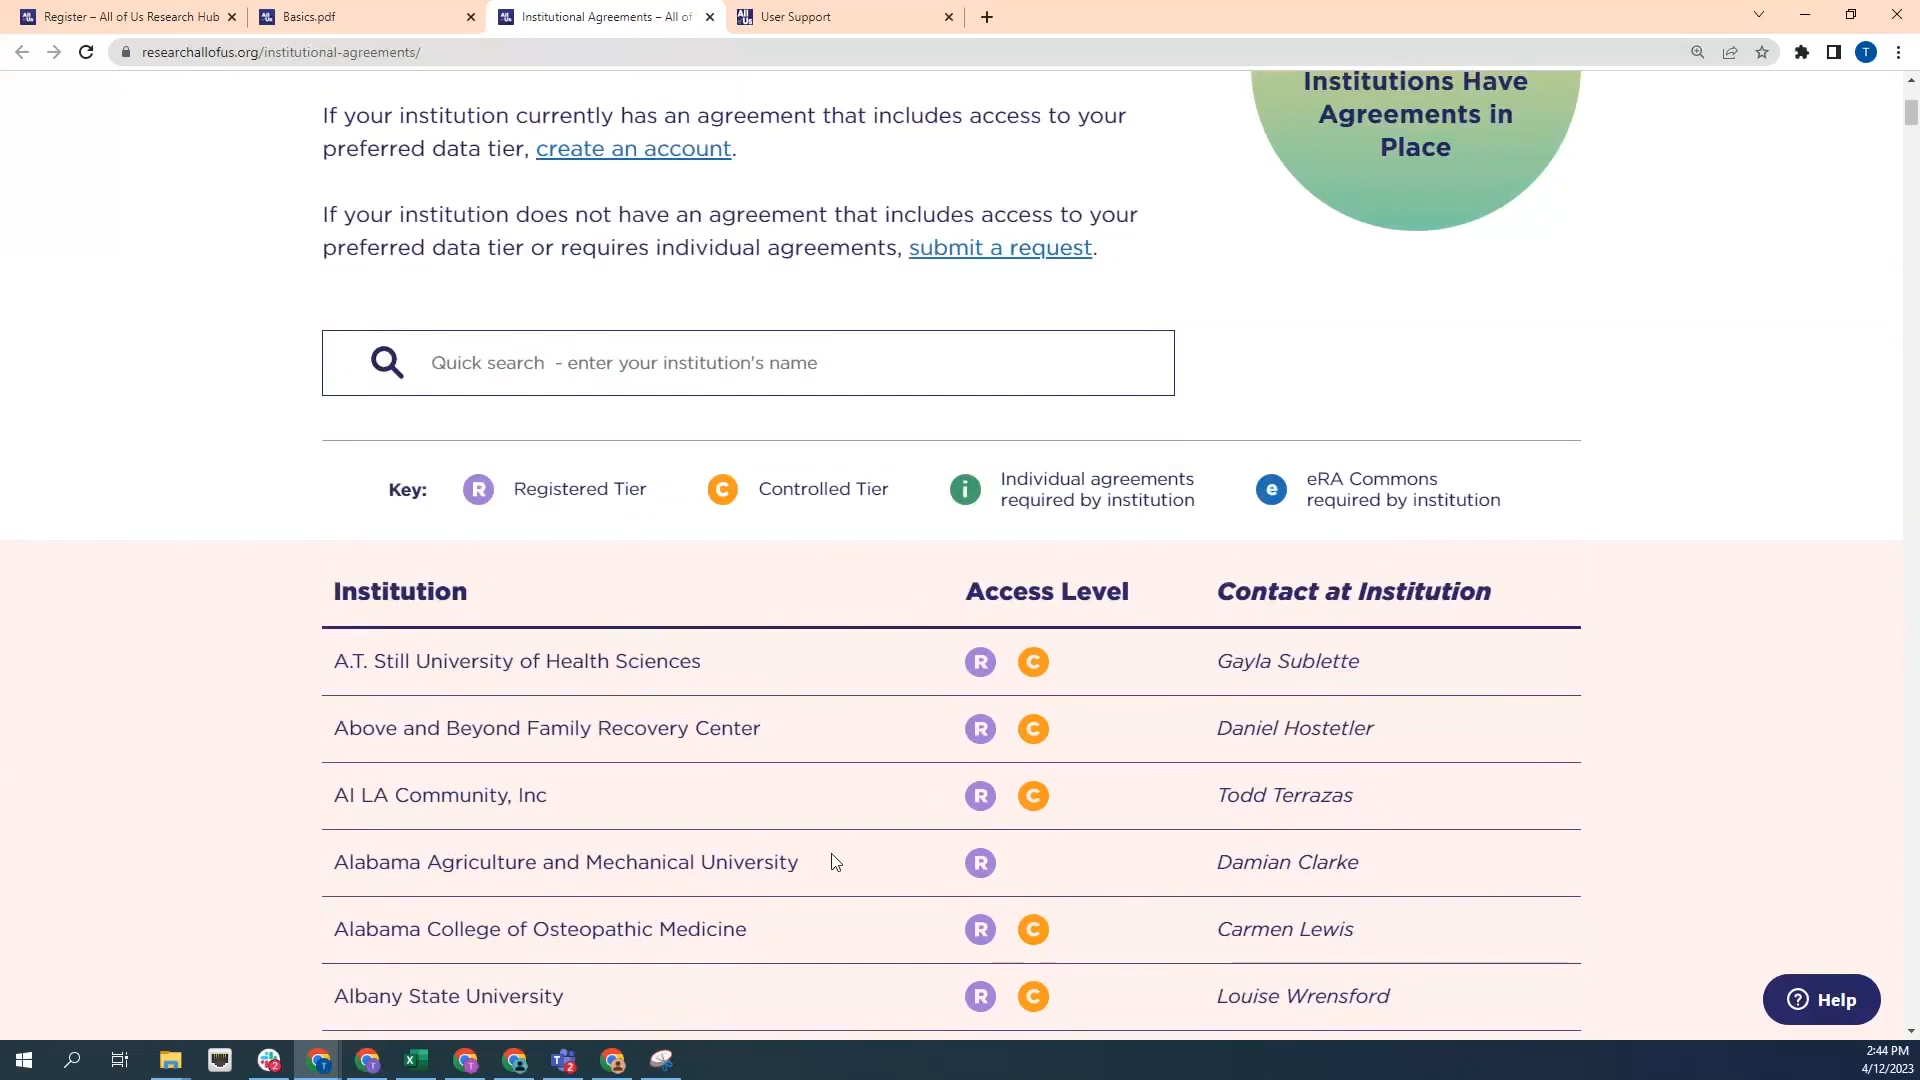 Register – All of Us Research Hub
Basics.pdf
Institutional Agreements – All of
User Support
researchallofus.org/institutional-agreements/
T
If your institution currently has an agreement that includes access to your
preferred data tier, create an account.
If your institution does not have an agreement that includes access to your
preferred data tier or requires individual agreements, submit a request.
Institutions Have
Agreements in
Place
Quick search - enter your institution's name
Key: R Registered Tier C Controlled Tier i Individual agreements
required by institution
e eRA Commons
required by institution
Institution Access Level Contact at Institution
A.T. Still University of Health Sciences R C Gayla Sublette
Above and Beyond Family Recovery Center R C Daniel Hostetler
AI LA Community, Inc R C Todd Terrazas
Alabama Agriculture and Mechanical University R Damian Clarke
Alabama College of Osteopathic Medicine R C Carmen Lewis
Albany State University R C Louise Wrensford
? Help
2:44 PM
4/12/2023